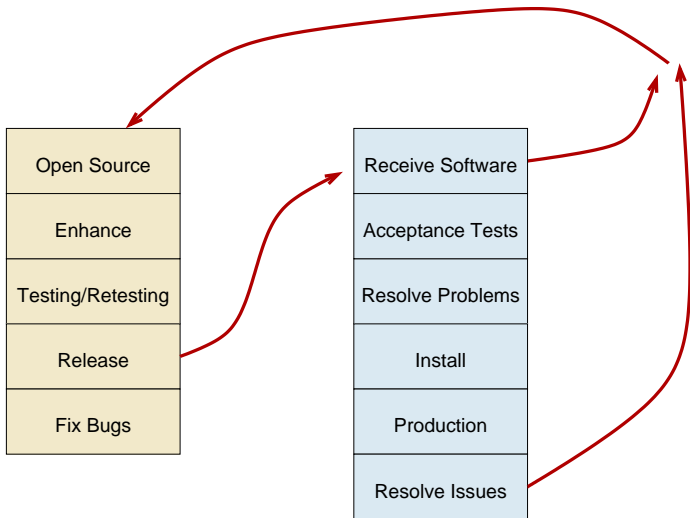 Open Source
Enhance
Testing/Retesting
Release
Fix Bugs
Receive Software
Acceptance Tests
Resolve Problems
Install
Production
Resolve Issues